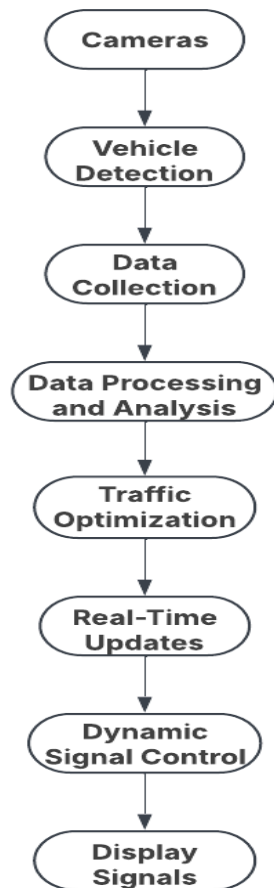 Cameras
Vehicle
Detection
Data
Collection
Data Processing
and Analysis
Traffic
Optimization
Real-Time
Updates
Dynamic
Signal Control
Display
Signals